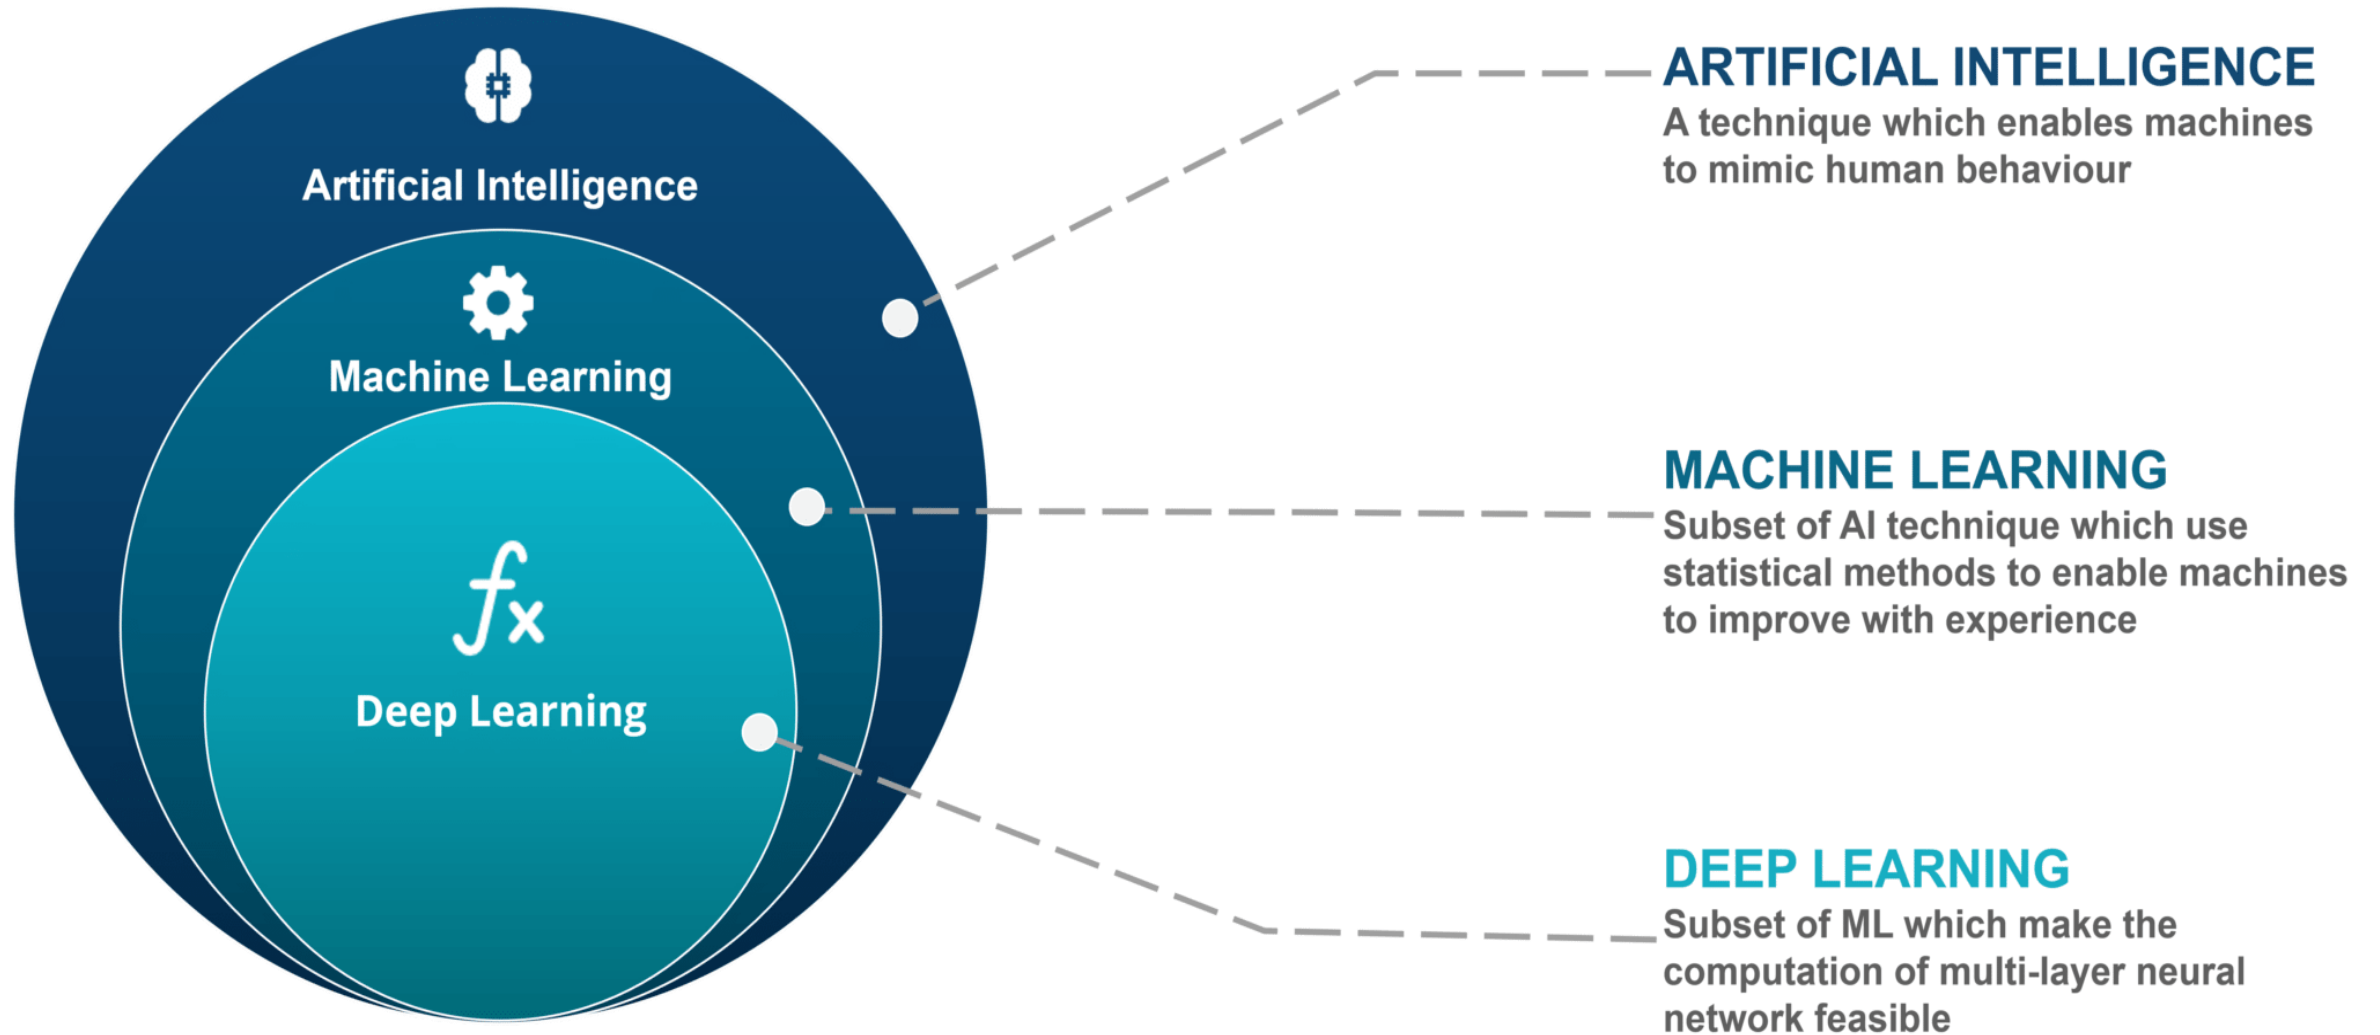 Artificial Intelligence
Machine Learning
fx
Deep Learning
ARTIFICIAL INTELLIGENCE
A technique which enables machines
to mimic human behaviour
MACHINE LEARNING
Subset of AI technique which use
statistical methods to enable machines
to improve with experience
DEEP LEARNING
Subset of ML which make the
computation of multi-layer neural
network feasible